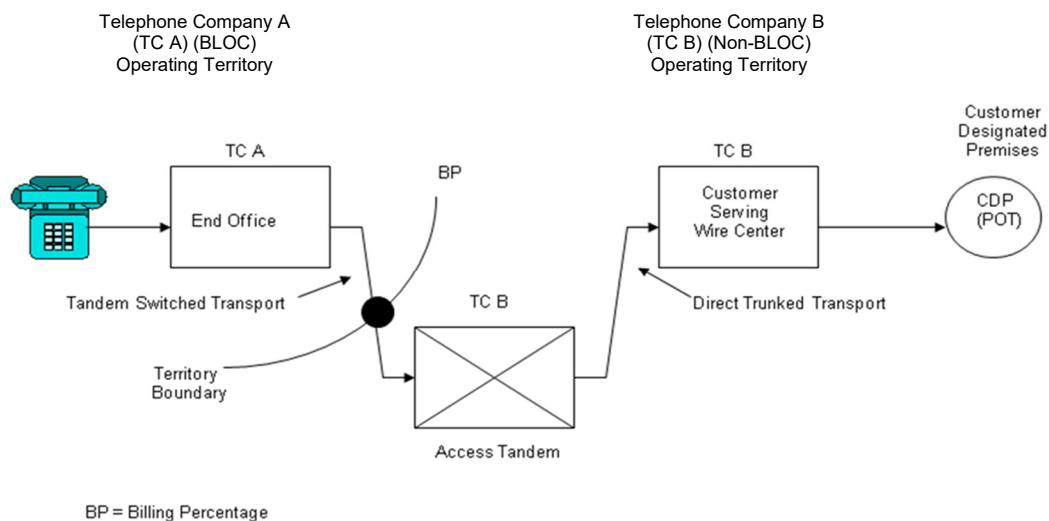 Telephone Company A
(TC A) (BLOC)
Operating Territory
Telephone Company B
(TC B) (Non-BLOC)
Operating Territory
Customer
Designated
Premises
TC A
BP
TC B
End Office
Customer
Serving
Wire Center
CDP
(POT)
Tandem Switched Transport
TC B
Direct Trunked Transport
Territory
Boundary
Access Tandem
BP = Billing Percentage